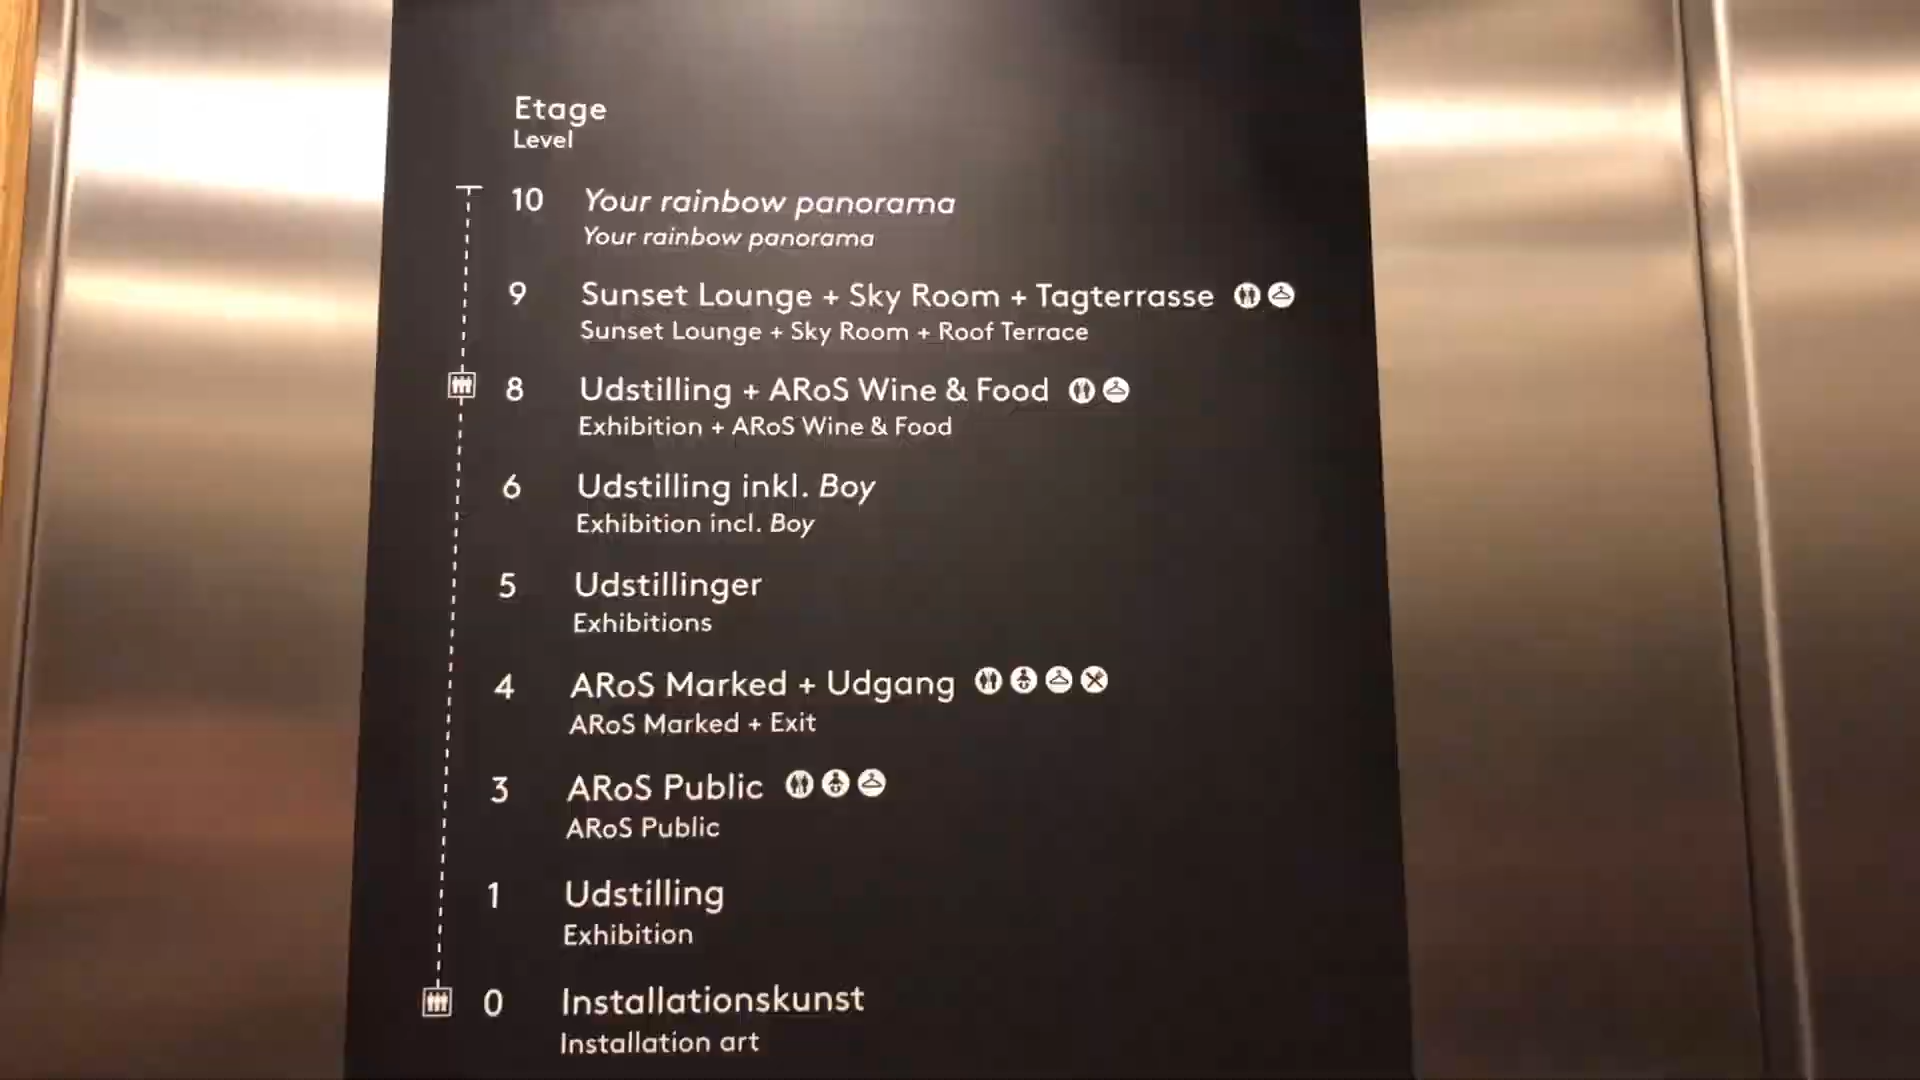 Etage
Level
10 Your rainbow panorama
Your rainbow panorama
9 Sunset Lounge + Sky Room + Tagterrasse
Sunset Lounge + Sky Room + Roof Terrace
8 Udstilling + ARoS Wine & Food
Exhibition + ARoS Wine & Food
6 Udstilling inkl. Boy
Exhibition incl. Boy
5 Udstillinger
Exhibitions
4 ARoS Marked + Udgang
ARoS Marked + Exit
3 ARoS Public
ARoS Public
1 Udstilling
Exhibition
0 Installationskunst
Installation art